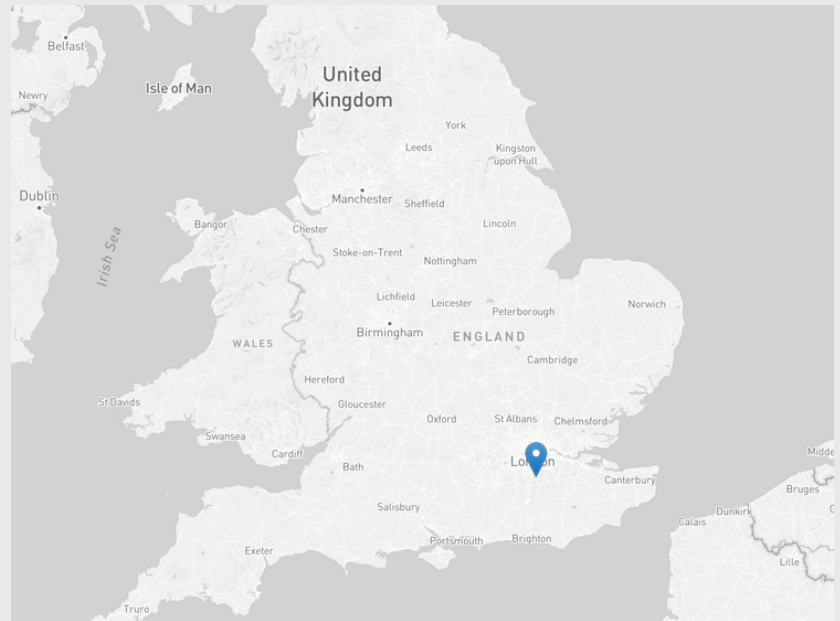 Belfast
United
Kingdom
Isle of Man
Newry
York
Leeds
Kingston
upon Hull
Dublin
Manchester
Sheffield
Bangor
Chester
Lincoln
Irish Sea
Stoke-on-Trent
Nottingham
Lichfield
Leicester
Norwich
Peterborough
Birmingham
ENGLAND
WALES
Cambridge
Hereford
St Davids
Gloucester
Oxford
St Albans
Chelmsford
Swansea
Cardiff
Bath
Canterbury
Bruges
Salisbury
Dunkirk
Calais
Portsmouth
Brighton
Exeter
Lille
Truro